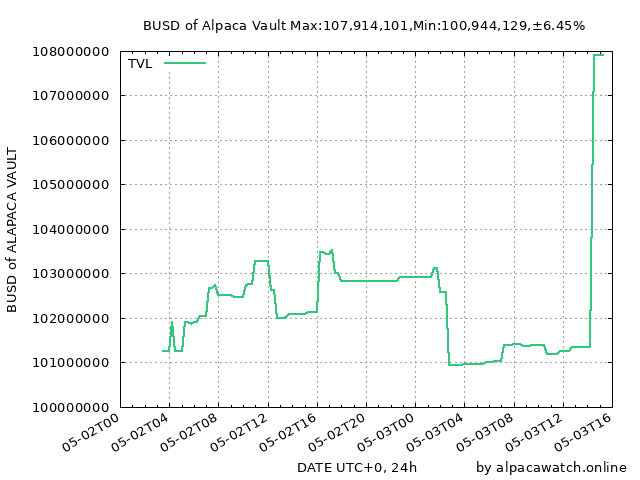 BUSD of Alpaca Vault Max:107,914,101,Min:100,944,129,±6.45%
TVL
108000000
107000000
106000000
105000000
104000000
103000000
102000000
101000000
100000000
BUSD of ALAPACA VAULT
05-02T00
05-02T04
05-02T08
05-02T12
05-02T16
05-02T20
05-03T00
05-03T04
05-03T08
05-03T12
05-03T16
DATE UTC+0, 24h
by alpacawatch.online